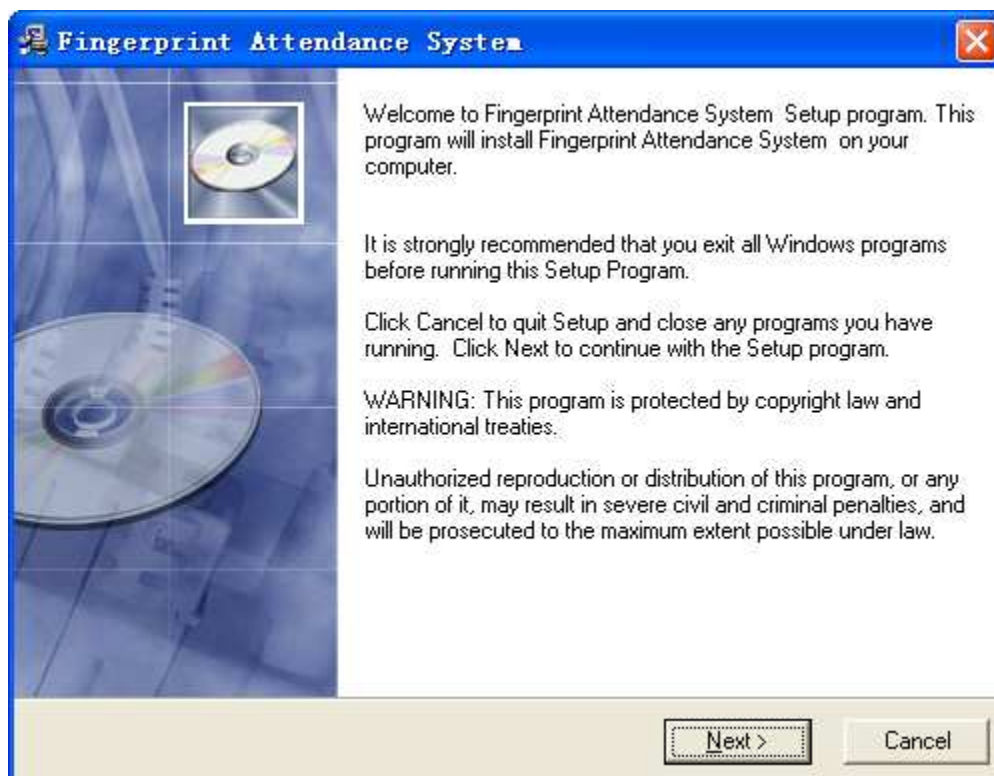 Fingerprint Attendance System
Welcome to Fingerprint Attendance System  Setup program. This
program will install Fingerprint Attendance System  on your
computer.
It is strongly recommended that you exit all Windows programs
before running this Setup Program.
Click Cancel to quit Setup and close any programs you have
running.  Click Next to continue with the Setup program.
WARNING: This program is protected by copyright law and
international treaties.
Unauthorized reproduction or distribution of this program, or any
portion of it, may result in severe civil and criminal penalties, and
will be prosecuted to the maximum extent possible under law.
Next >
Cancel